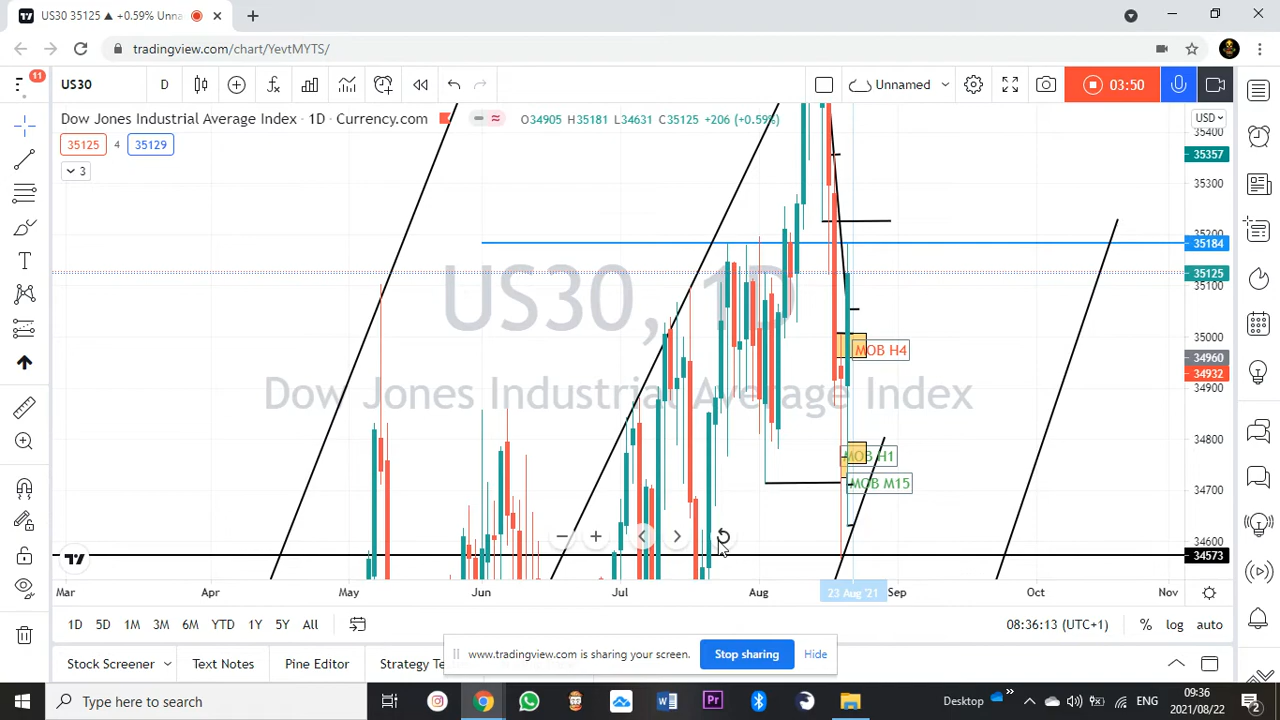 US30 35125 ▲ +0.59% Unna
tradingview.com/chart/YevtMYTS/
11
US30
D
Unnamed
03:50
Dow Jones Industrial Average Index · 1D · Currency.com
O34905 H35181 L34631 C35125 +206 (+0.59%)
USD
35125
4
35129
3
35400
35357
35300
35200
35184
35125
35100
35000
34960
34932
34900
34800
34700
34600
34573
US30, 1D
Dow Jones Industrial Average Index
MOB H4
MOB H1
MOB M15
Mar
Apr
May
Jun
Jul
Aug
23 Aug '21
Sep
Oct
Nov
1D
5D
1M
3M
6M
YTD
1Y
5Y
All
08:36:13 (UTC+1)
%
log
auto
www.tradingview.com is sharing your screen.
Stop sharing
Hide
Stock Screener
Text Notes
Pine Editor
Strategy Te
Type here to search
Desktop
ENG
09:36
2021/08/22
2